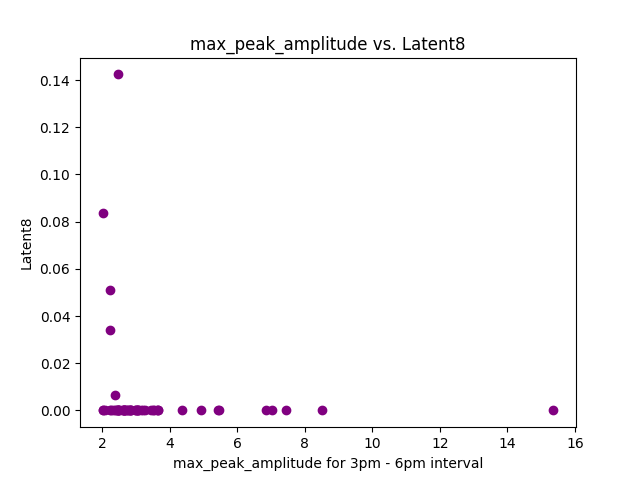 max_peak_amplitude vs. Latent8
0.14
0.12
0.10
0.08
0.06
0.04
0.02
0.00
Latent8
2 4 6 8 10 12 14 16
max_peak_amplitude for 3pm - 6pm interval